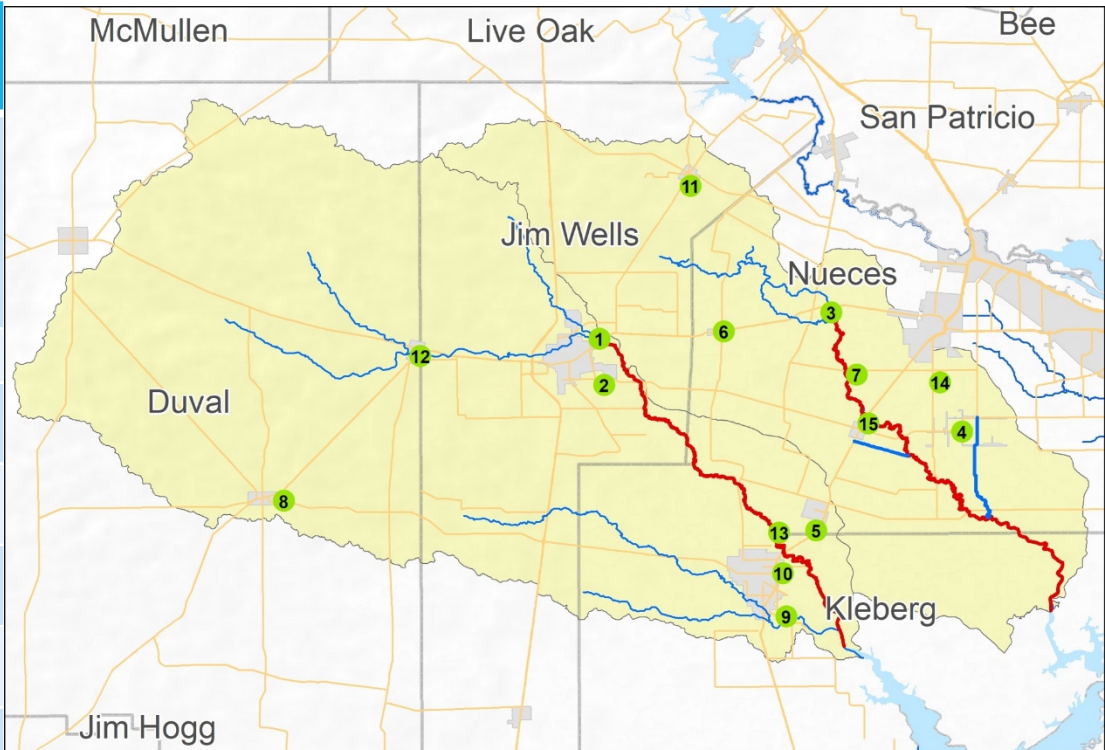 McMullen
Live Oak
Bee
San Patricio
11
Jim Wells
Nueces
3
6
1
12
7
14
2
Duval
15
4
8
13
5
10
Kleberg
9
Jim Hogg